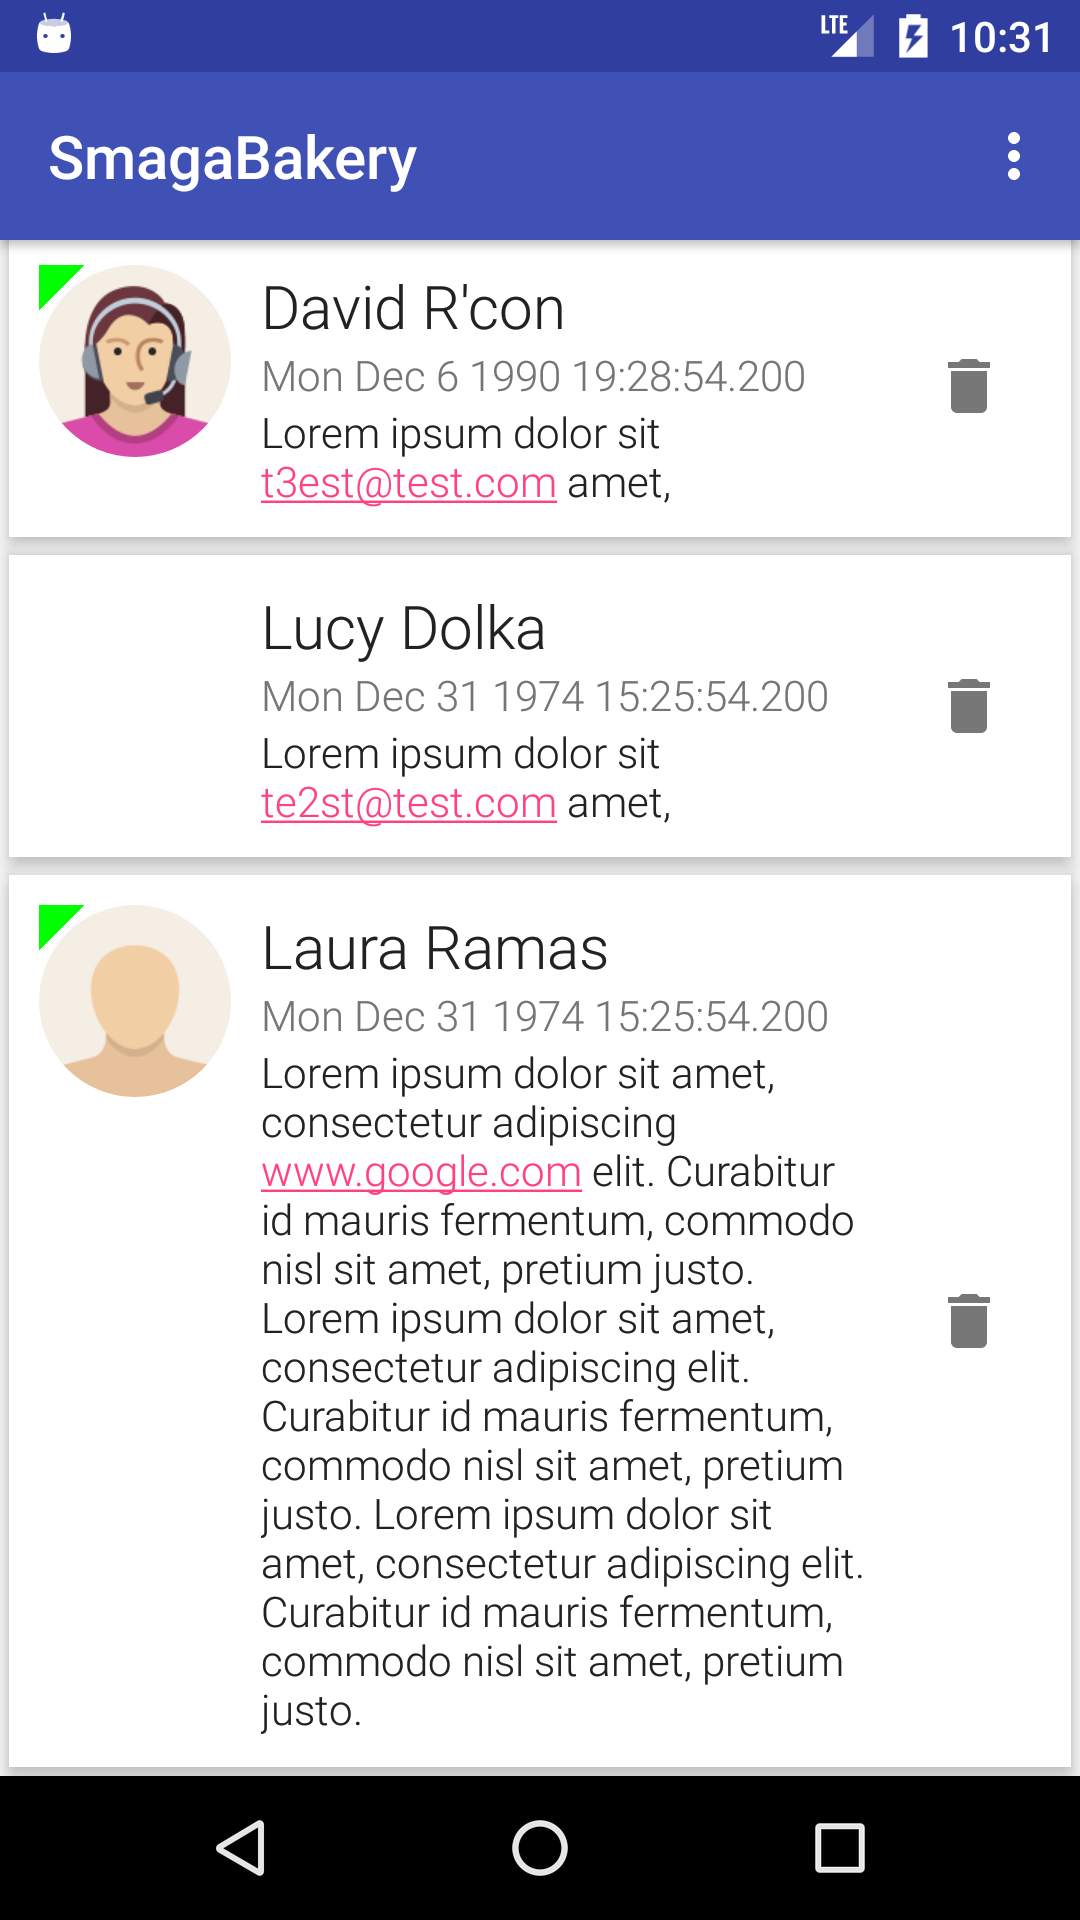 LTE 10:31
SmagaBakery
David R'con
Mon Dec 6 1990 19:28:54.200
Lorem ipsum dolor sit
t3est@test.com amet,
Lucy Dolka
Mon Dec 31 1974 15:25:54.200
Lorem ipsum dolor sit
te2st@test.com amet,
Laura Ramas
Mon Dec 31 1974 15:25:54.200
Lorem ipsum dolor sit amet,
consectetur adipiscing
www.google.com elit. Curabitur
id mauris fermentum, commodo
nisl sit amet, pretium justo.
Lorem ipsum dolor sit amet,
consectetur adipiscing elit.
Curabitur id mauris fermentum,
commodo nisl sit amet, pretium
justo. Lorem ipsum dolor sit
amet, consectetur adipiscing elit.
Curabitur id mauris fermentum,
commodo nisl sit amet, pretium
justo.